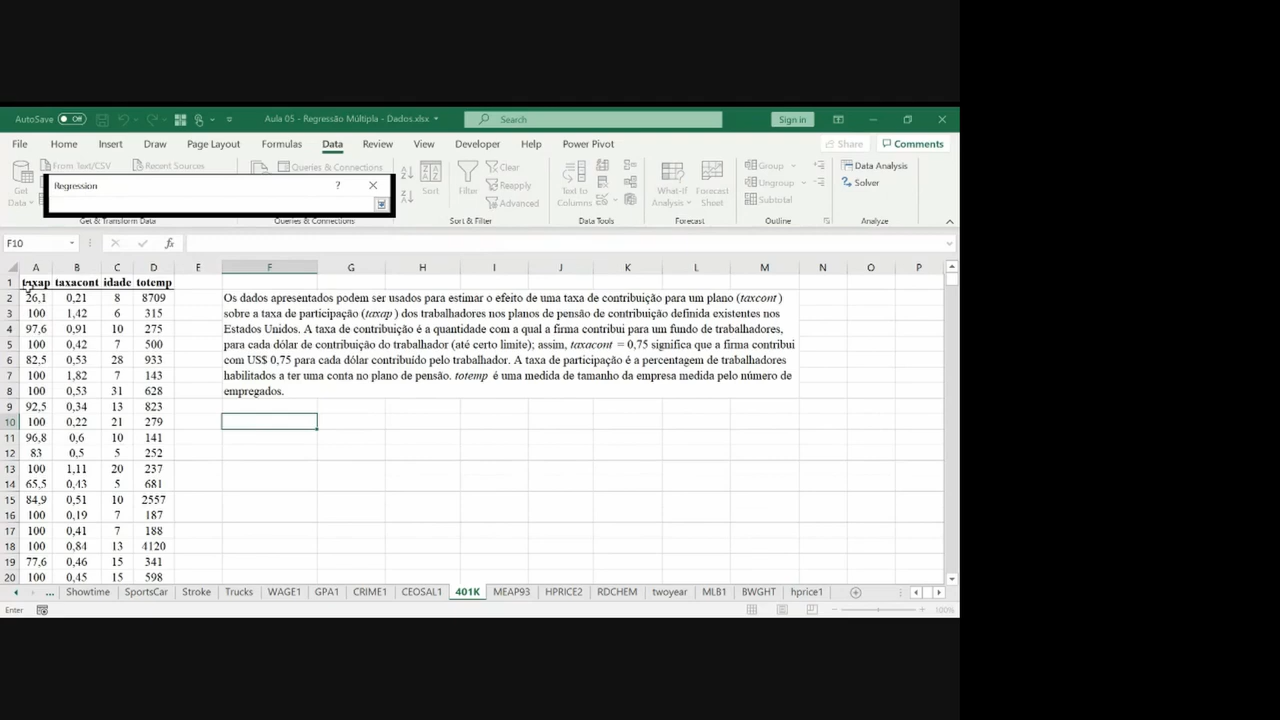 AutoSave Off Aula 05 - Regressão Múltipla - Dados.xlsx Search Sign in
File Home Insert Draw Data Page Layout Formulas Data Review View Developer Help Power Pivot Share Comments
From Text/CSV Recent Sources Queries & Connections Clear Group Data Analysis
Regression ? Reapply Ungroup Solver
Get Data Sort Filter Advanced Text to Columns What-If Analysis Forecast Sheet Subtotal
Get & Transform Data Queries & Connections Sort & Filter Data Tools Forecast Outline Analyze
F10 fx
A B C D E F G H I J K L M N O P
1 taxap taxacont idade totemp
2 26,1 0,21 8 8709 Os dados apresentados podem ser usados para estimar o efeito de uma taxa de contribuição para um plano (taxcont)
3 100 1,42 6 315 sobre a taxa de participação (taxap) dos trabalhadores nos planos de pensão de contribuição definida existentes nos
4 97,6 0,91 10 275 Estados Unidos. A taxa de contribuição é a quantidade com a qual a firma contribui para um fundo de trabalhadores,
5 100 0,42 7 500 para cada dólar de contribuição do trabalhador (até certo limite); assim, taxacont = 0,75 significa que a firma contribui
6 82,5 0,53 28 933 com US$ 0,75 para cada dólar contribuído pelo trabalhador. A taxa de participação é a percentagem de trabalhadores
7 100 1,82 7 143 habilitados a ter uma conta no plano de pensão. totemp é uma medida de tamanho da empresa medida pelo número de
8 100 0,53 31 628 empregados.
9 92,5 0,34 13 823
10 100 0,22 21 279
11 96,8 0,6 10 141
12 83 0,5 5 252
13 100 1,11 20 237
14 65,5 0,43 5 681
15 84,9 0,51 10 2557
16 100 0,19 7 187
17 100 0,41 7 188
18 100 0,84 13 4120
19 77,6 0,46 15 341
20 100 0,45 15 598
... Showtime SportsCar Stroke Trucks WAGE1 GPA1 CRIME1 CEOSAL1 401K MEAP93 HPRICE2 RDCHEM twoyear MLB1 BWGHT hprice1
Enter 100%